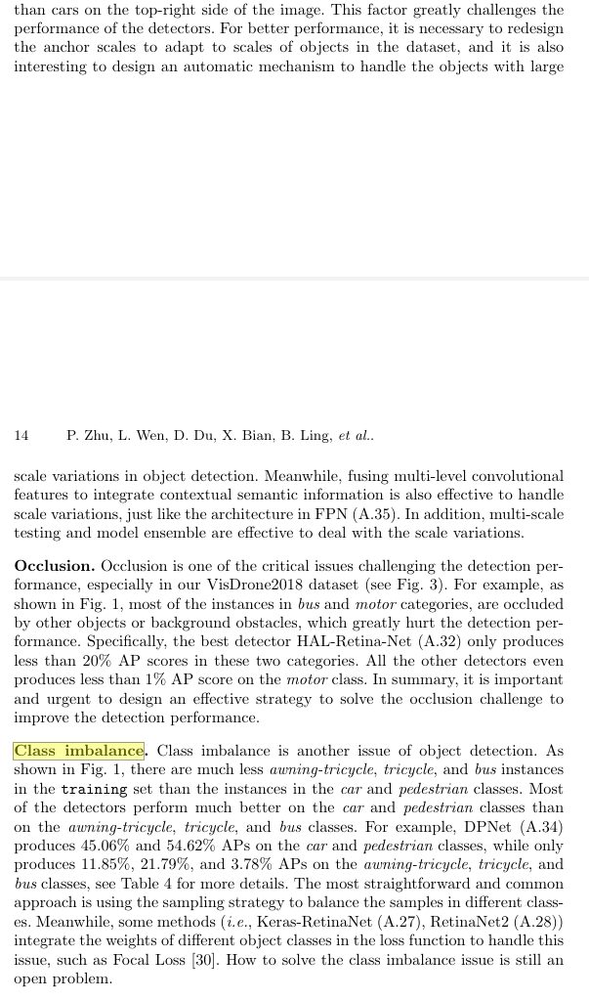 than cars on the top-right side of the image. This factor greatly challenges the
performance of the detectors. For better performance, it is necessary to redesign
the anchor scales to adapt to scales of objects in the dataset, and it is also
interesting to design an automatic mechanism to handle the objects with large
14 P. Zhu, L. Wen, D. Du, X. Bian, B. Ling, et al..
scale variations in object detection. Meanwhile, fusing multi-level convolutional
features to integrate contextual semantic information is also effective to handle
scale variations, just like the architecture in FPN (A.35). In addition, multi-scale
testing and model ensemble are effective to deal with the scale variations.
Occlusion. Occlusion is one of the critical issues challenging the detection per-
formance, especially in our VisDrone2018 dataset (see Fig. 3). For example, as
shown in Fig. 1, most of the instances in bus and motor categories, are occluded
by other objects or background obstacles, which greatly hurt the detection per-
formance. Specifically, the best detector HAL-Retina-Net (A.32) only produces
less than 20% AP scores in these two categories. All the other detectors even
produces less than 1% AP score on the motor class. In summary, it is important
and urgent to design an effective strategy to solve the occlusion challenge to
improve the detection performance.
Class imbalance. Class imbalance is another issue of object detection. As
shown in Fig. 1, there are much less awning-tricycle, tricycle, and bus instances
in the training set than the instances in the car and pedestrian classes. Most
of the detectors perform much better on the car and pedestrian classes than
on the awning-tricycle, tricycle, and bus classes. For example, DPNet (A.34)
produces 45.06% and 54.62% APs on the car and pedestrian classes, while only
produces 11.85%, 21.79%, and 3.78% APs on the awning-tricycle, tricycle, and
bus classes, see Table 4 for more details. The most straightforward and common
approach is using the sampling strategy to balance the samples in different class-
es. Meanwhile, some methods (i.e., Keras-RetinaNet (A.27), RetinaNet2 (A.28))
integrate the weights of different object classes in the loss function to handle this
issue, such as Focal Loss [30]. How to solve the class imbalance issue is still an
open problem.